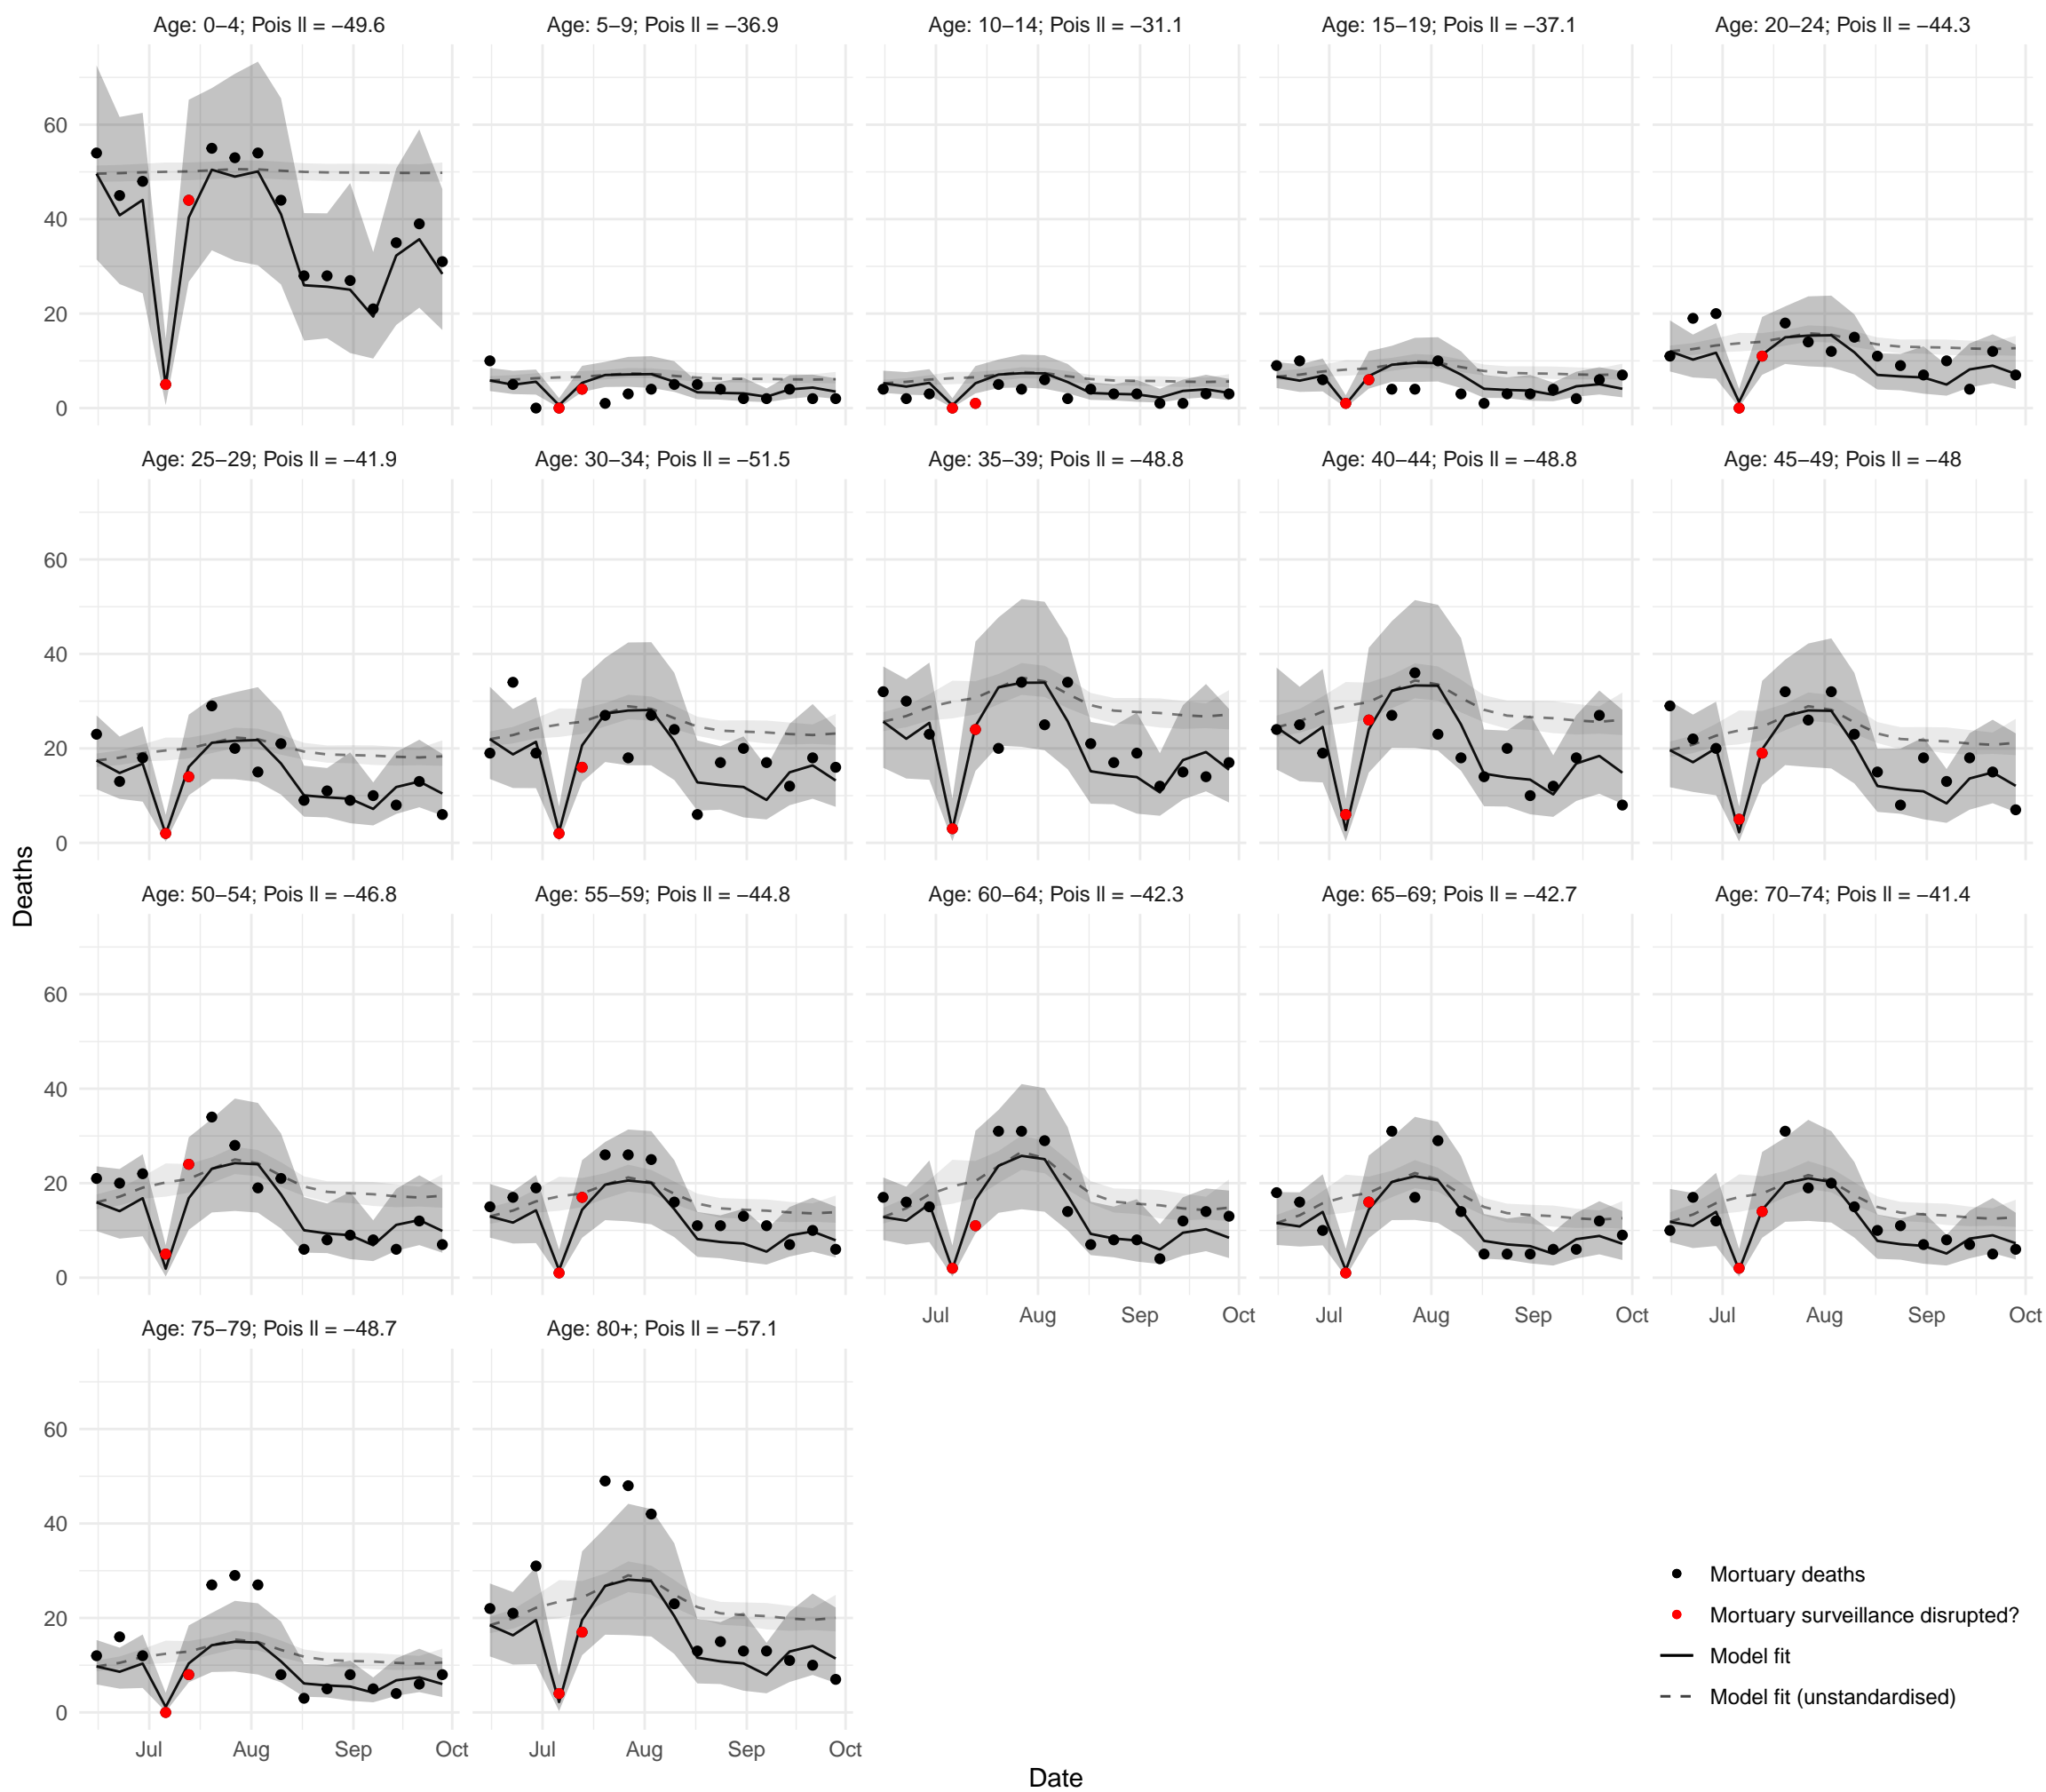 Age: 0−4; Pois ll = −49.6
Age: 5−9; Pois ll = −36.9
Age: 10−14; Pois ll = −31.1
Age: 15−19; Pois ll = −37.1
Age: 20−24; Pois ll = −44.3
60
40
20
0
Age: 25−29; Pois ll = −41.9
Age: 30−34; Pois ll = −51.5
Age: 35−39; Pois ll = −48.8
Age: 40−44; Pois ll = −48.8
Age: 45−49; Pois ll = −48
60
40
20
0
Deaths
Age: 50−54; Pois ll = −46.8
Age: 55−59; Pois ll = −44.8
Age: 60−64; Pois ll = −42.3
Age: 65−69; Pois ll = −42.7
Age: 70−74; Pois ll = −41.4
60
40
20
0
Jul Aug Sep Oct
Jul Aug Sep Oct
Jul Aug Sep Oct
Age: 75−79; Pois ll = −48.7
Age: 80+; Pois ll = −57.1
60
40
20
0
Jul Aug Sep Oct
Jul Aug Sep Oct
Mortuary deaths
Mortuary surveillance disrupted?
Model fit
Model fit (unstandardised)
Date